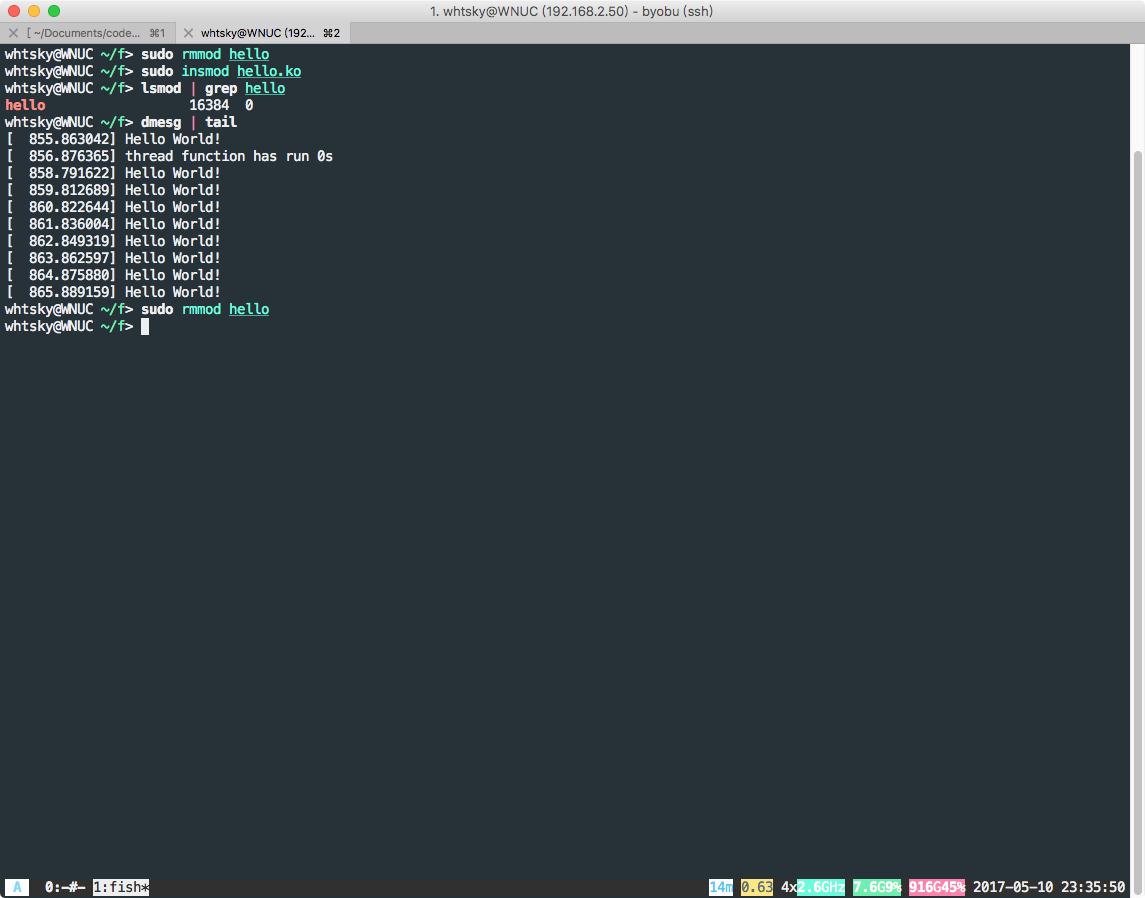 1. whtsky@WNUC (192.168.2.50) - byobu (ssh)
[ ~/Documents/code... ⌘1 whtsky@WNUC (192... ⌘2
whtsky@WNUC ~/f> sudo rmmod hello
whtsky@WNUC ~/f> sudo insmod hello.ko
whtsky@WNUC ~/f> lsmod | grep hello
hello                  16384  0
whtsky@WNUC ~/f> dmesg | tail
[  855.863042] Hello World!
[  856.876365] thread function has run 0s
[  858.791622] Hello World!
[  859.812689] Hello World!
[  860.822644] Hello World!
[  861.836004] Hello World!
[  862.849319] Hello World!
[  863.862597] Hello World!
[  864.875880] Hello World!
[  865.889159] Hello World!
whtsky@WNUC ~/f> sudo rmmod hello
whtsky@WNUC ~/f>
A  0:-#- 1:fish* 14m 0.63 4x2.6GHz 7.6G9% 916G45% 2017-05-10 23:35:50